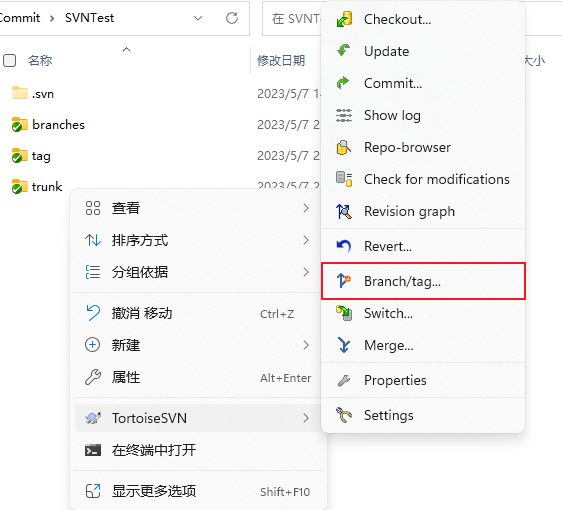 Commit > SVNTest
在 SVNTe
名称
修改日期
大小
.svn
2023/5/7 14
branches
2023/5/7 2
tag
2023/5/7 2
trunk
2023/5/7 2
查看
排序方式
分组依据
撤消 移动 Ctrl+Z
新建
属性 Alt+Enter
TortoiseSVN
在终端中打开
显示更多选项 Shift+F10
Checkout...
Update
Commit...
Show log
Repo-browser
Check for modifications
Revision graph
Revert...
Branch/tag...
Switch...
Merge...
Properties
Settings